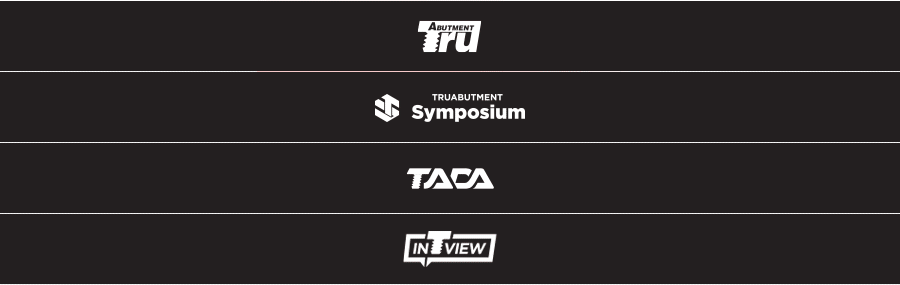 ABUTMENT
Tru
TRUABUTMENT
Symposium
TADA
IN T VIEW